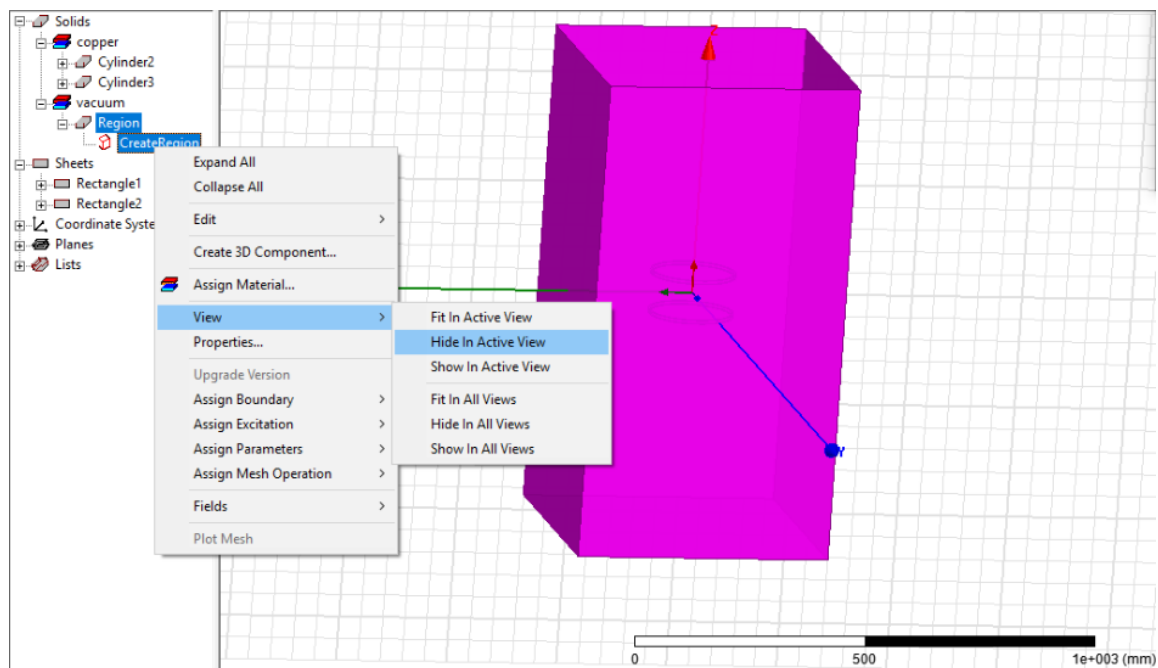 Solids
copper
Cylinder2
Cylinder3
vacuum
Region
CreateRegion
Sheets
Rectangle1
Rectangle2
Coordinate Syste
Planes
Lists
Expand All
Collapse All
Edit
Create 3D Component...
Assign Material...
View
Properties...
Upgrade Version
Assign Boundary
Assign Excitation
Assign Parameters
Assign Mesh Operation
Fields
Plot Mesh
Fit In Active View
Hide In Active View
Show In Active View
Fit In All Views
Hide In All Views
Show In All Views
Z
Y
0 500 1e+003 (mm)